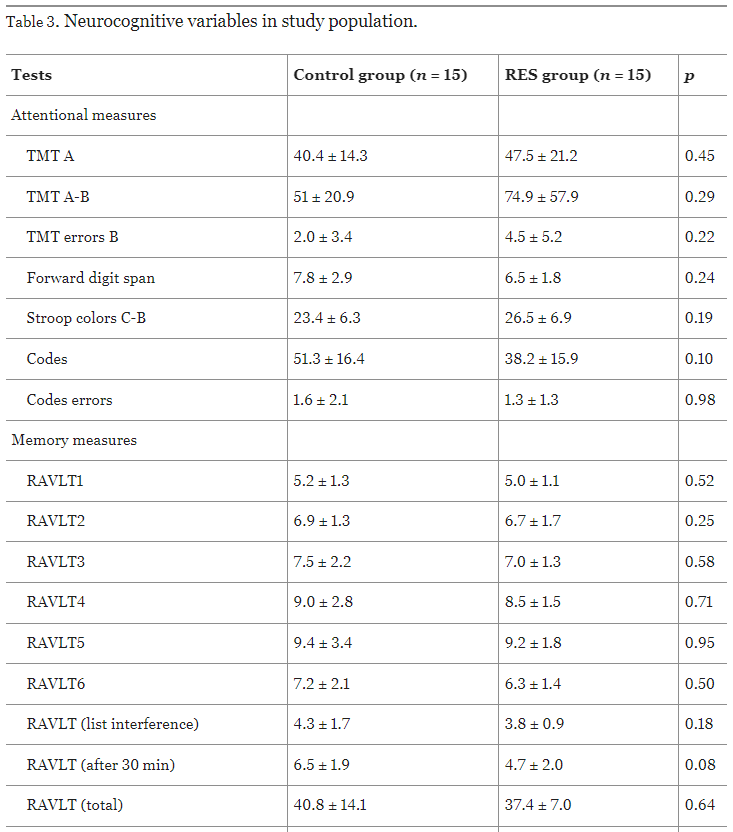 Table 3. Neurocognitive variables in study population.
Tests Control group (n = 15) RES group (n = 15) p
Attentional measures
TMT A 40.4 ± 14.3 47.5 ± 21.2 0.45
TMT A-B 51 ± 20.9 74.9 ± 57.9 0.29
TMT errors B 2.0 ± 3.4 4.5 ± 5.2 0.22
Forward digit span 7.8 ± 2.9 6.5 ± 1.8 0.24
Stroop colors C-B 23.4 ± 6.3 26.5 ± 6.9 0.19
Codes 51.3 ± 16.4 38.2 ± 15.9 0.10
Codes errors 1.6 ± 2.1 1.3 ± 1.3 0.98
Memory measures
RAVLT1 5.2 ± 1.3 5.0 ± 1.1 0.52
RAVLT2 6.9 ± 1.3 6.7 ± 1.7 0.25
RAVLT3 7.5 ± 2.2 7.0 ± 1.3 0.58
RAVLT4 9.0 ± 2.8 8.5 ± 1.5 0.71
RAVLT5 9.4 ± 3.4 9.2 ± 1.8 0.95
RAVLT6 7.2 ± 2.1 6.3 ± 1.4 0.50
RAVLT (list interference) 4.3 ± 1.7 3.8 ± 0.9 0.18
RAVLT (after 30 min) 6.5 ± 1.9 4.7 ± 2.0 0.08
RAVLT (total) 40.8 ± 14.1 37.4 ± 7.0 0.64